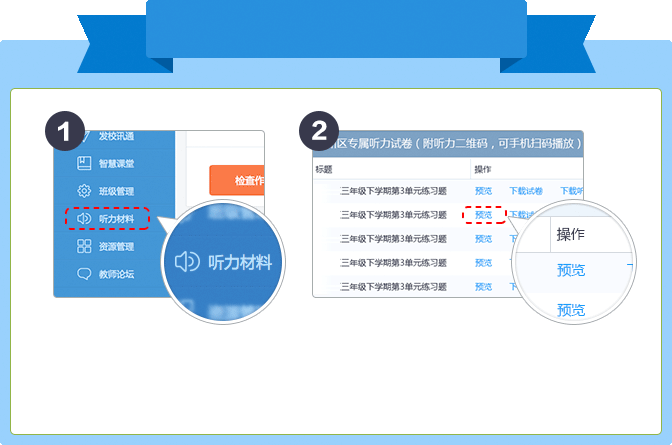 1
发校讯通
智慧课堂
班级管理
听力材料
资源管理
教师论坛
检查作
听力材料
2
区专属听力试卷（附听力二维码，可手机扫码播放）
标题 操作
三年级下学期第3单元练习题 预览 下载试卷 下载听
三年级下学期第3单元练习题 预览 下载试
三年级下学期第3单元练习题 预览 下
三年级下学期第3单元练习题 预览 下
三年级下学期第3单元练习题 预览 下
操作
预览
预览